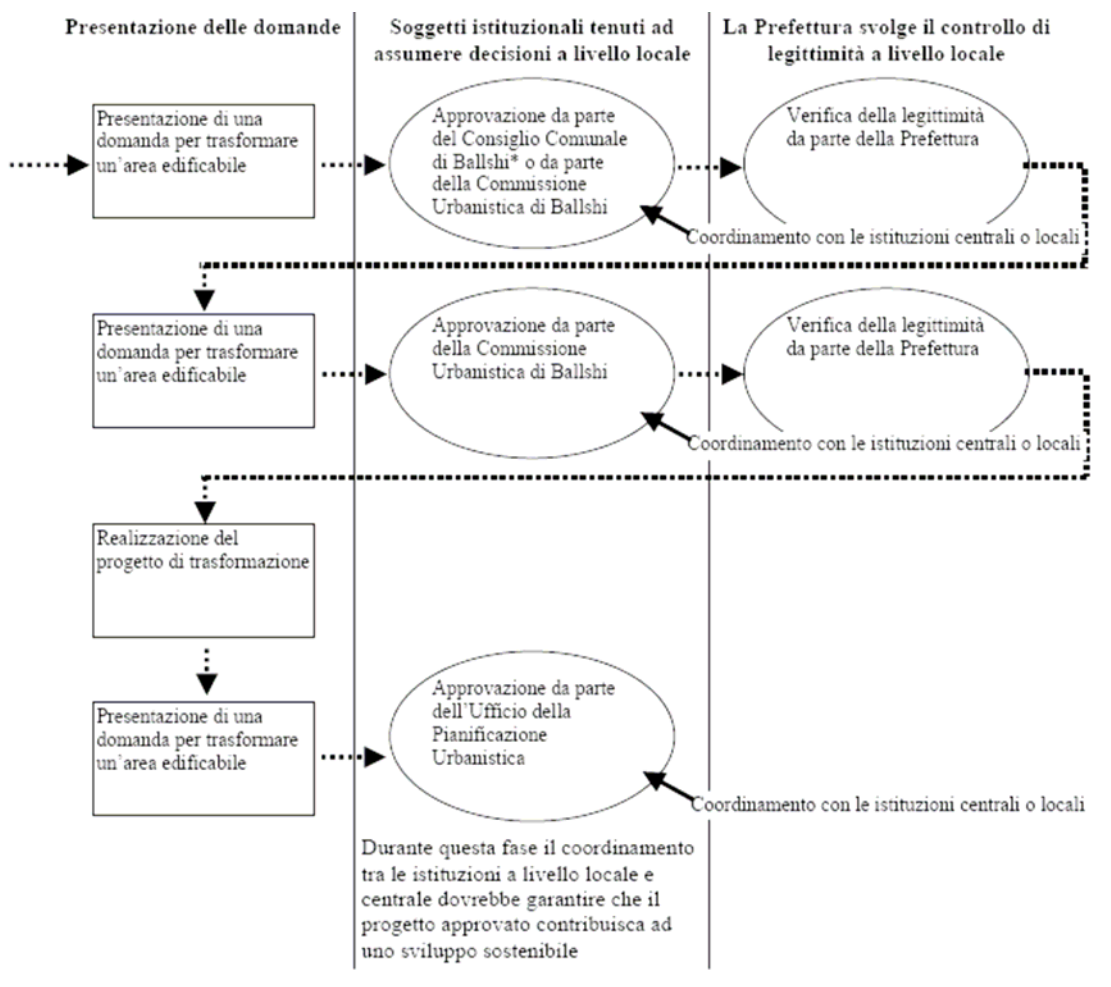 Presentazione delle domande
Soggetti istituzionali tenuti ad
assumere decisioni a livello locale
La Prefettura svolge il controllo di
legittimità a livello locale
Presentazione di una
domanda per trasformare
un'area edificabile
Approvazione da parte
del Consiglio Comunale
di Ballshi* o da parte
della Commissione
Urbanistica di Ballshi
Verifica della legittimità
da parte della Prefettura
Coordinamento con le istituzioni centrali o locali
Presentazione di una
domanda per trasformare
un'area edificabile
Approvazione da parte
della Commissione
Urbanistica di Ballshi
Verifica della legittimità
da parte della Prefettura
Coordinamento con le istituzioni centrali o locali
Realizzazione del
progetto di trasformazione
Presentazione di una
domanda per trasformare
un'area edificabile
Approvazione da parte
dell'Ufficio della
Pianificazione
Urbanistica
Coordinamento con le istituzioni centrali o locali
Durante questa fase il coordinamento
tra le istituzioni a livello locale e
centrale dovrebbe garantire che il
progetto approvato contribuisca ad
uno sviluppo sostenibile